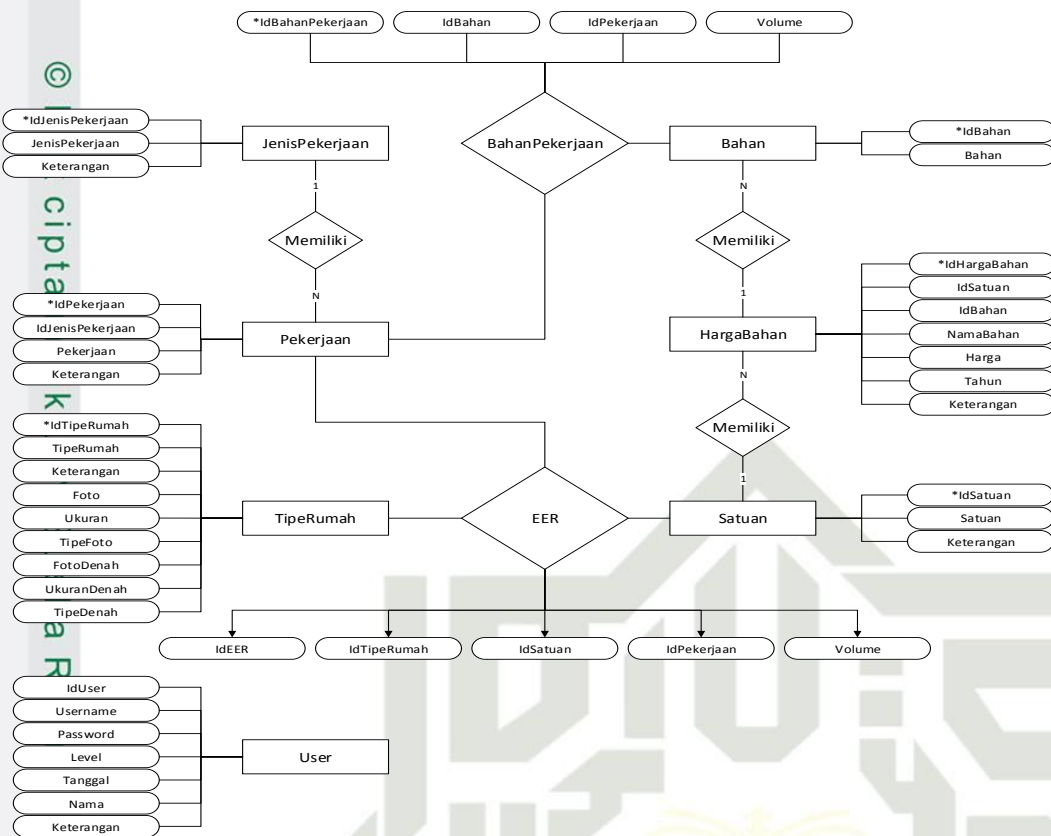 *IdBahanPekerjaan
IdBahan
IdPekerjaan
Volume
©
*IdJenisPekerjaan
JenisPekerjaan
Keterangan
JenisPekerjaan
BahanPekerjaan
Bahan
*IdBahan
Bahan
1
N
cipta
Memiliki
Memiliki
N
1
*IdPekerjaan
IdJenisPekerjaan
Pekerjaan
Keterangan
Pekerjaan
HargaBahan
*IdHargaBahan
IdSatuan
IdBahan
NamaBahan
Harga
Tahun
Keterangan
N
Memiliki
1
*IdTipeRumah
TipeRumah
Keterangan
Foto
Ukuran
TipeFoto
FotoDenah
UkuranDenah
TipeDenah
TipeRumah
EER
Satuan
*IdSatuan
Satuan
Keterangan
IdEER
IdTipeRumah
IdSatuan
IdPekerjaan
Volume
IdUser
Username
Password
Level
Tanggal
Nama
Keterangan
User